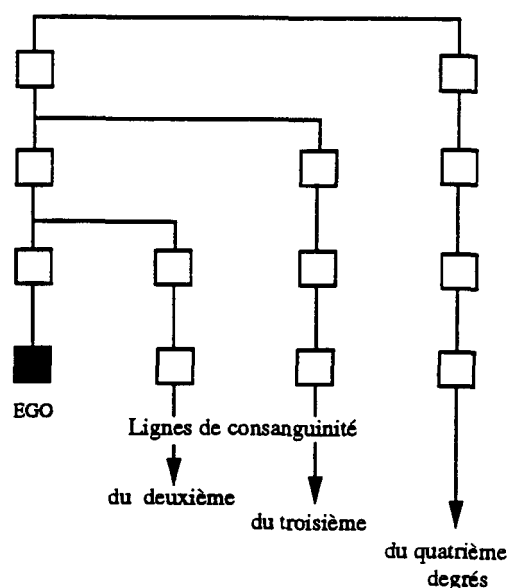 EGO
Lignes de consanguinité
du deuxième
du troisième
du quatrième
degrés